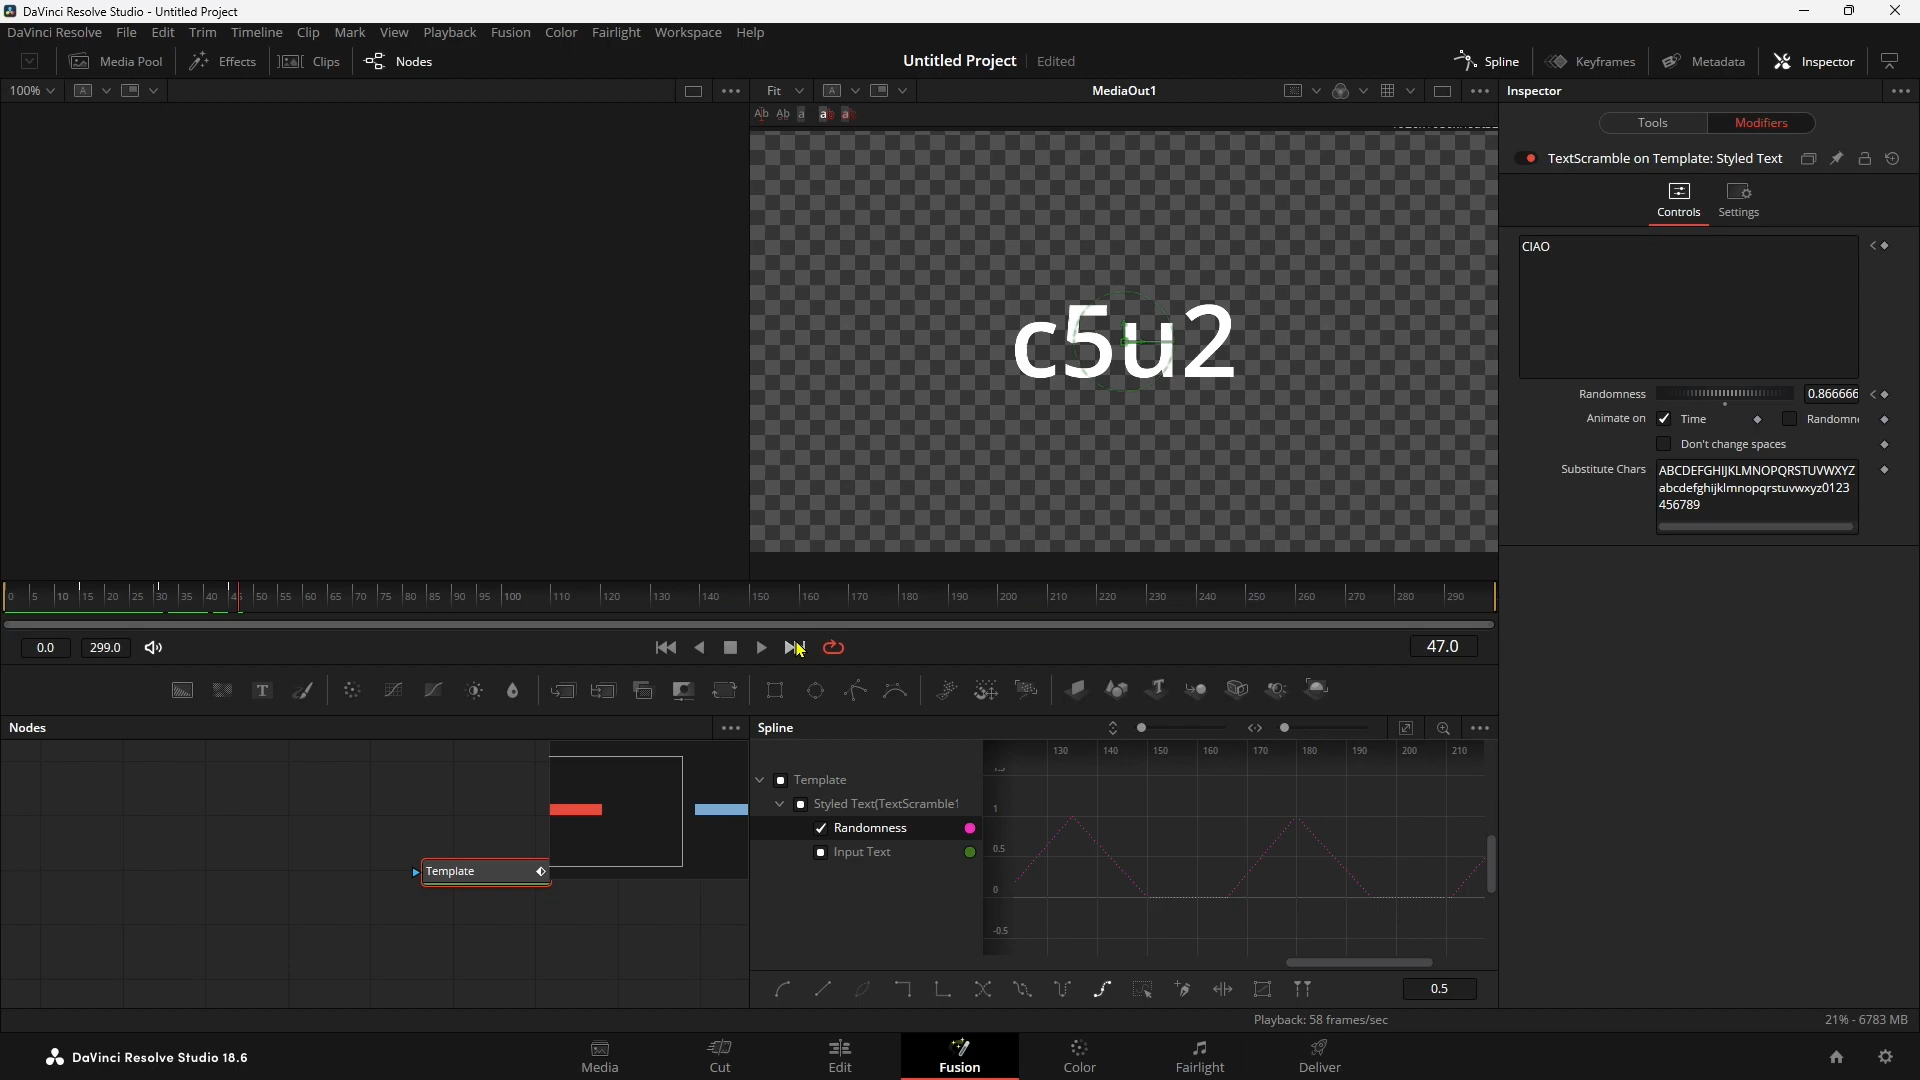 DaVinci Resolve Studio - Untitled Project
DaVinci Resolve File Edit Trim Timeline Clip Mark View Playback Fusion Color Fairlight Workspace Help
Media Pool Effects Clips Nodes Untitled Project Edited Spline Keyframes Metadata Inspector
100% Fit MediaOut1 Inspector
Tools Modifiers
TextScramble on Template: Styled Text
Controls Settings
CIAO
c5u2
Randomness 0.866666
Animate on Time Randomne
Don't change spaces
Substitute Chars ABCDEFGHIJKLMNOPQRSTUVWXYZ
abcdefghijklmnopqrstuvwxyz0123
456789
0 5 10 15 20 25 30 35 40 45 50 55 60 65 70 75 80 85 90 95 100 110 120 130 140 150 160 170 180 190 200 210 220 230 240 250 260 270 280 290
0.0 299.0 47.0
Nodes Spline
130 140 150 160 170 180 190 200 210
Template
Styled Text(TextScramble1
Randomness
Input Text
1
0.5
0
-0.5
Template
0.5
Playback: 58 frames/sec 21% - 6783 MB
DaVinci Resolve Studio 18.6 Media Cut Edit Fusion Color Fairlight Deliver